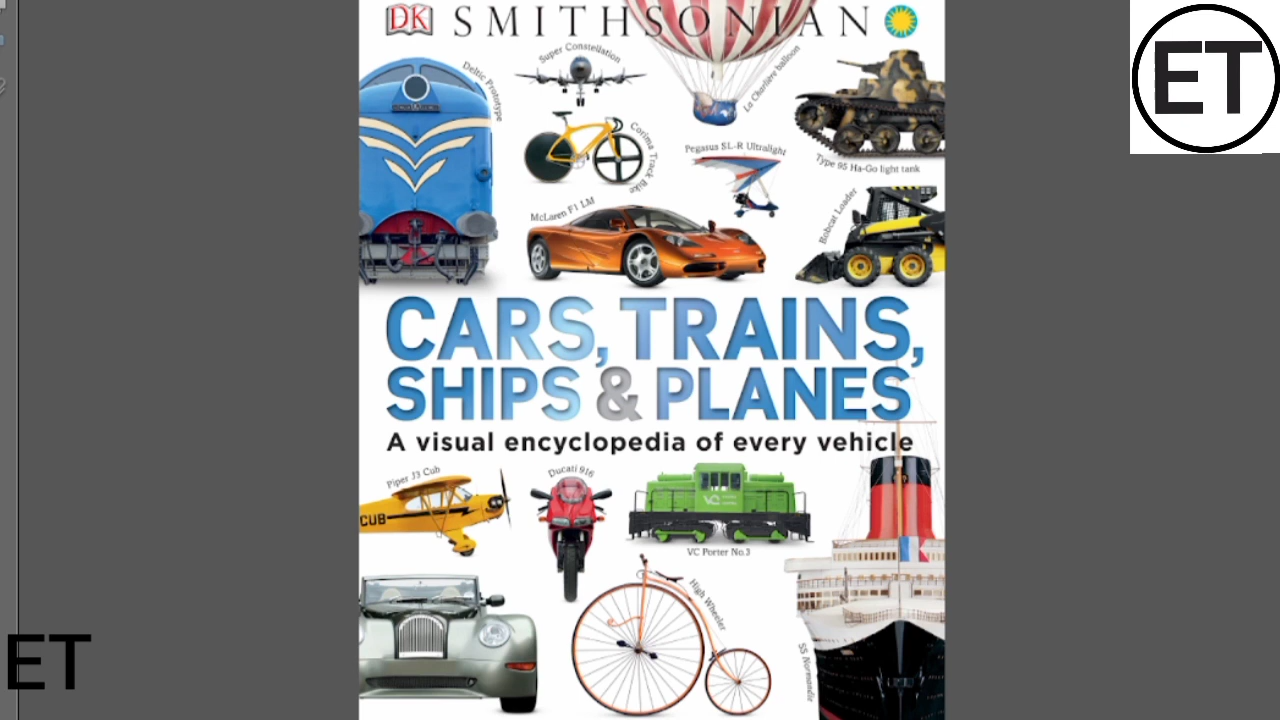 DK SMITHSONIAN
ET
Super Constellation
Deltic Prototype
La Charlière balloon
Corima Track Bike
Pegasus SL-R Ultralight
Type 95 Ha-Go light tank
McLaren F1 LM
Bobcat Loader
CARS, TRAINS,
SHIPS & PLANES
A visual encyclopedia of every vehicle
Piper J3 Cub
Ducati 916
CUB
VC
VC Porter No.3
High Wheeler
SS Normandie
ET